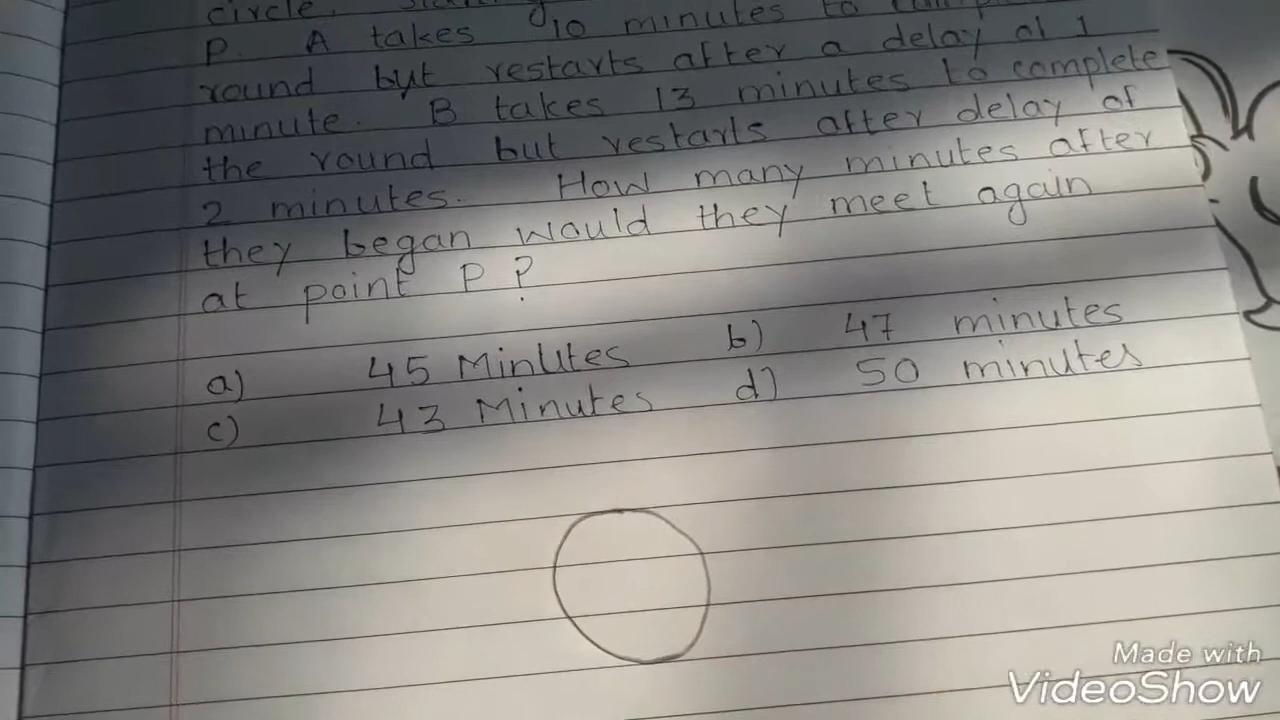 circle.
P. A takes 10 minutes to
round but restarts after a delay of 1
minute. B takes 13 minutes to complete
the round but restarts after delay of
2 minutes. How many minutes after
they began would they meet again
at point P ?
a) 45 Minutes b) 47 minutes
c) 43 Minutes d) 50 minutes
Made with
VideoShow